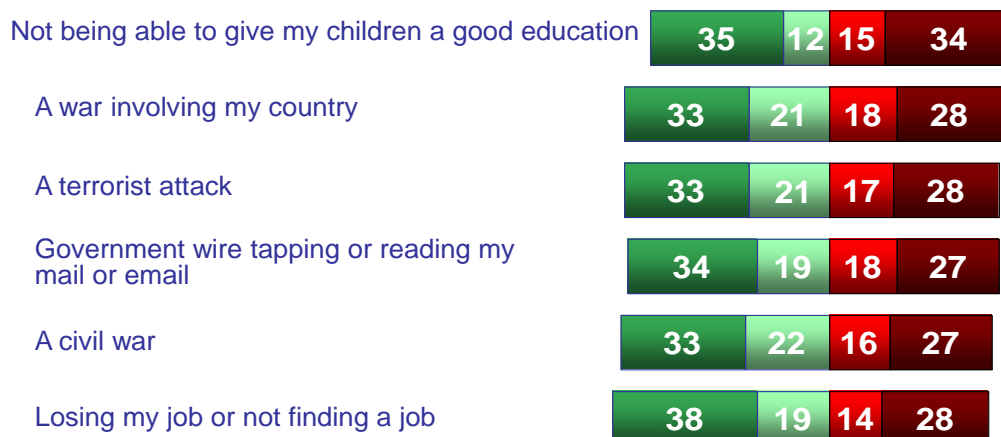 Not being able to give my children a good education 35 12 15 34
A war involving my country 33 21 18 28
A terrorist attack 33 21 17 28
Government wire tapping or reading my
mail or email 34 19 18 27
A civil war 33 22 16 27
Losing my job or not finding a job 38 19 14 28